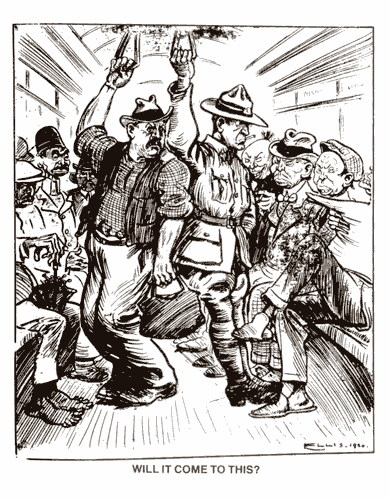 ELLIS. 1920.
WILL IT COME TO THIS?